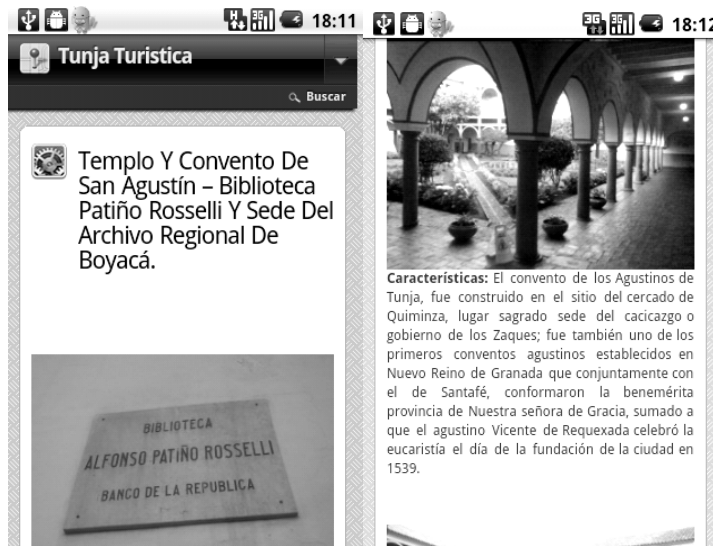 H 3G 18:11
Tunja Turistica
Buscar
Templo Y Convento De
San Agustín – Biblioteca
Patiño Rosselli Y Sede Del
Archivo Regional De
Boyacá.
BIBLIOTECA
ALFONSO PATIÑO ROSSELLI
BANCO DE LA REPUBLICA
3G 3G 18:12
Características: El convento de los Agustinos de
Tunja, fue construido en el sitio del cercado de
Quiminza, lugar sagrado sede del cacicazgo o
gobierno de los Zaques; fue también uno de los
primeros conventos agustinos establecidos en
Nuevo Reino de Granada que conjuntamente con
el de Santafé, conformaron la benemérita
provincia de Nuestra señora de Gracia, sumado a
que el agustino Vicente de Requexada celebró la
eucaristía el día de la fundación de la ciudad en
1539.